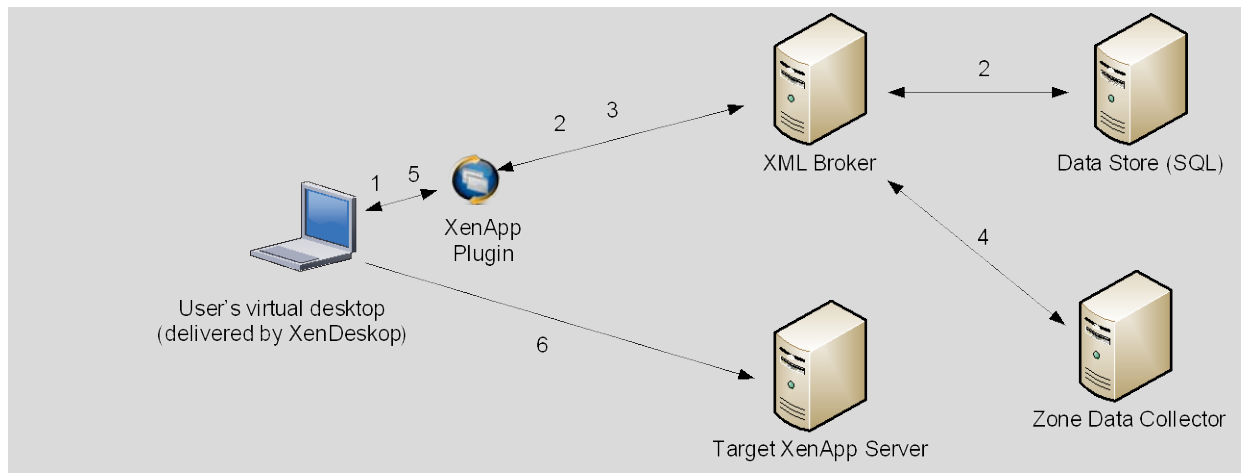 2
3
2
XML Broker
Data Store (SQL)
1
5
XenApp
Plugin
4
User's virtual desktop
(delivered by XenDeskop)
6
Target XenApp Server
Zone Data Collector